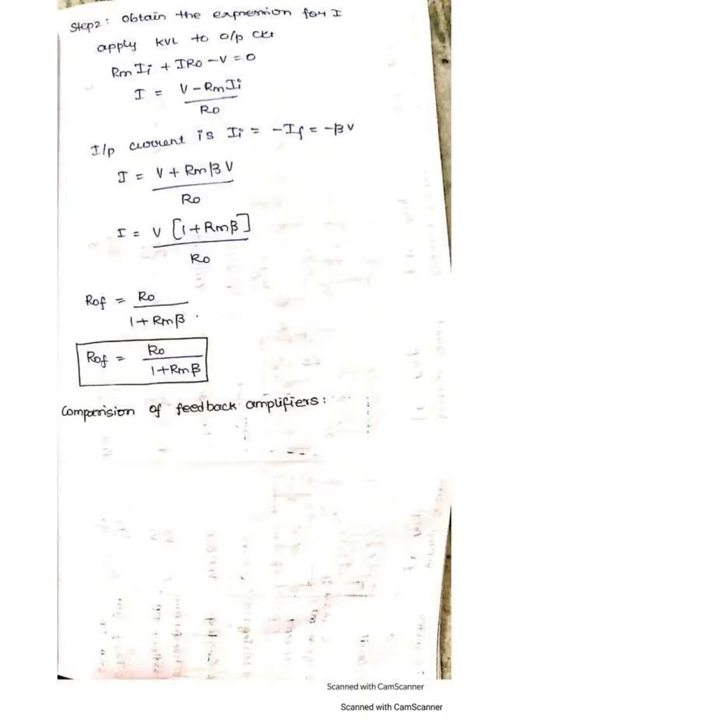 Step2: Obtain the expression for I
apply KVL to o/p ckt
RmIi + IRo - V = 0
I = V - RmIi
Ro
I/p current is Ii = -If = -βV
I = V + RmβV
Ro
I = V [1+Rmβ]
Ro
Rof = Ro
1+Rmβ .
Rof = Ro
1+Rmβ
Comparision of feedback amplifiers:
Scanned with CamScanner
Scanned with CamScanner